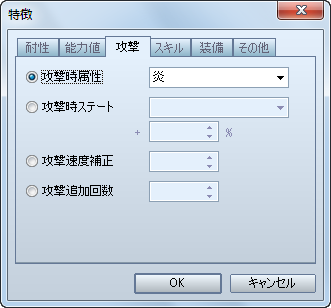 特徴
耐性 能力値 攻撃 スキル 装備 その他
攻撃時属性 炎
攻撃時ステート
+ %
攻撃速度補正
攻撃追加回数
OK キャンセル